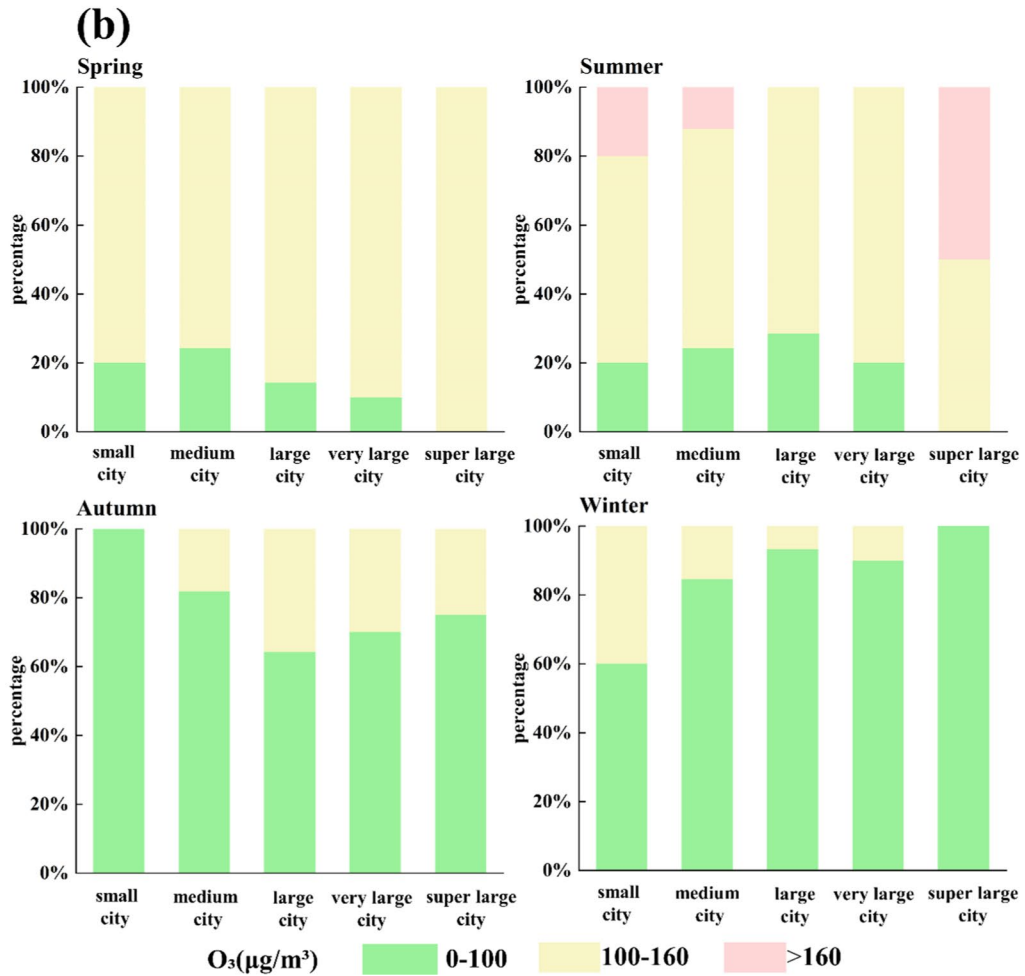 (b)
Spring
100%
80%
60%
40%
20%
0%
percentage
small city
medium city
large city
very large city
super large city
Summer
100%
80%
60%
40%
20%
0%
percentage
small city
medium city
large city
very large city
super large city
Autumn
100%
80%
60%
40%
20%
0%
percentage
small city
medium city
large city
very large city
super large city
Winter
100%
80%
60%
40%
20%
0%
percentage
small city
medium city
large city
very large city
super large city
O₃(μg/m³) 0-100 100-160 >160